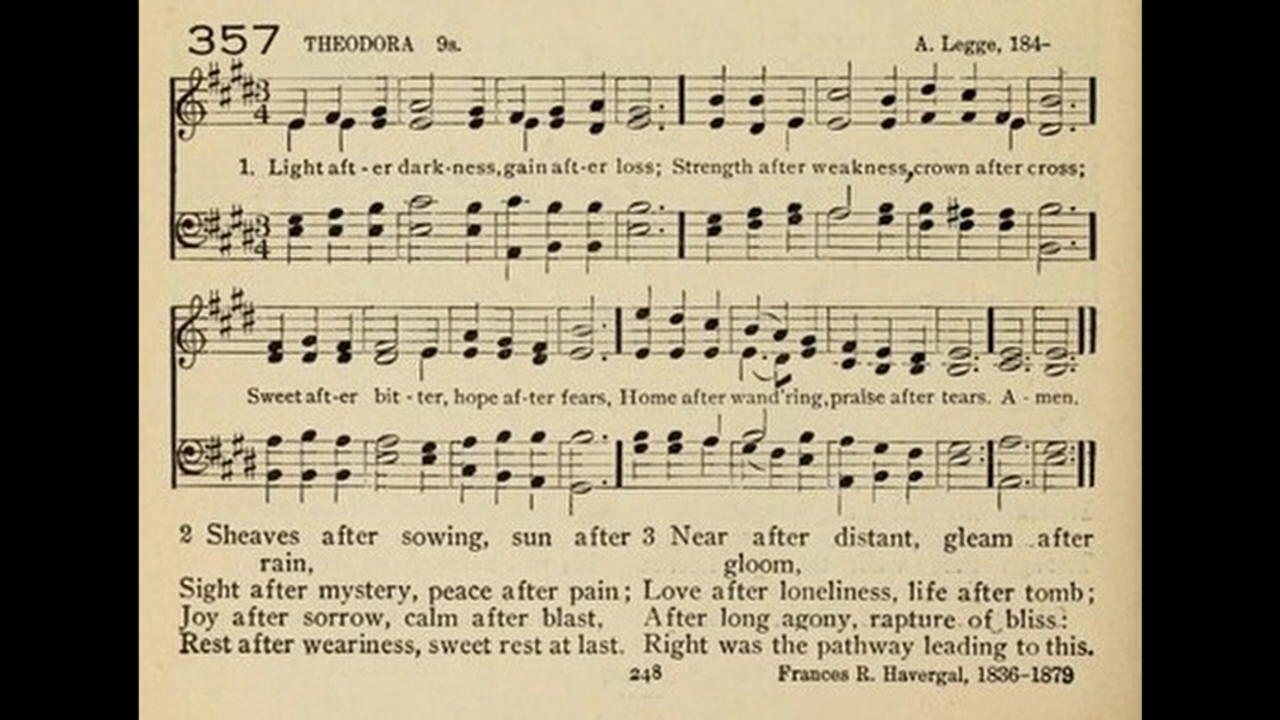 357 THEODORA 9s. A. Legge, 184-
1. Light aft - er dark-ness, gain aft-er loss; Strength after weakness, crown after cross;
Sweet aft-er bit - ter, hope af-ter fears, Home after wand'ring, praise after tears. A - men.
2 Sheaves after sowing, sun after
rain,
Sight after mystery, peace after pain;
Joy after sorrow, calm after blast,
Rest after weariness, sweet rest at last.
3 Near after distant, gleam after
gloom,
Love after loneliness, life after tomb;
After long agony, rapture of bliss:
Right was the pathway leading to this.
248 Frances R. Havergal, 1836-1879